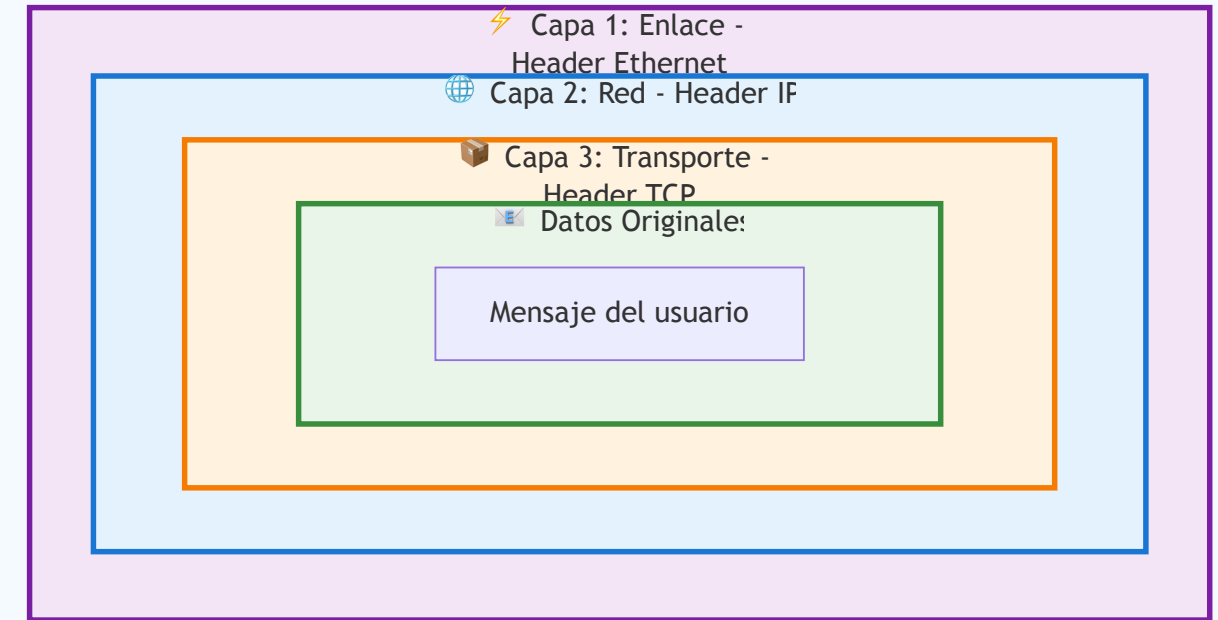 ⚡ Capa 1: Enlace -
Header Ethernet
🌐 Capa 2: Red - Header IP
📦 Capa 3: Transporte -
Header TCP
📧 Datos Originales
Mensaje del usuario